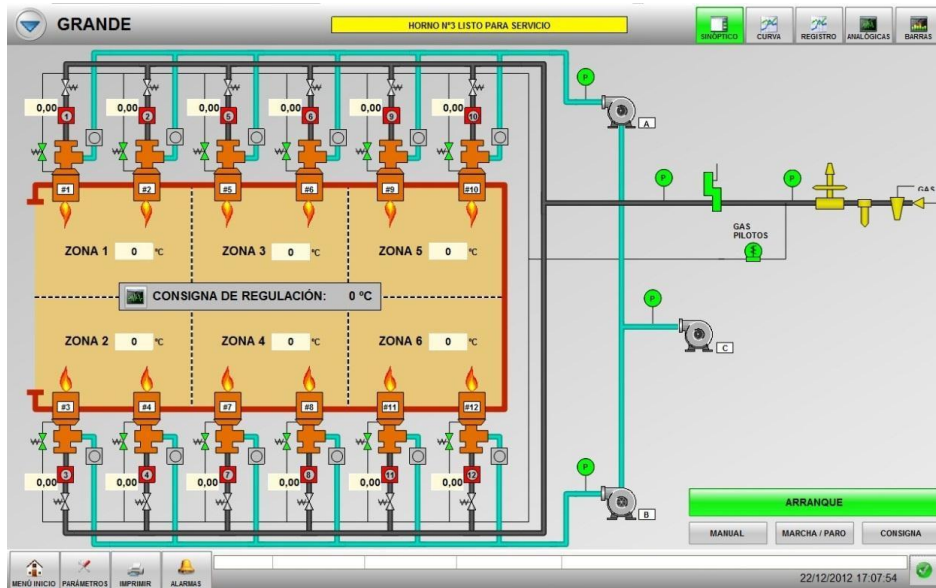 GRANDE
HORNO Nº3 LISTO PARA SERVICIO
SINÓPTICO
CURVA
REGISTRO
ANALÓGICAS
BARRAS
0,00 0,00 0,00 0,00 0,00 0,00
1 2 5 6 9 10
P
A
#1 #2 #5 #6 #9 #10
P P
GAS
GAS
PILOTOS
ZONA 1 0 ºC ZONA 3 0 ºC ZONA 5 0 ºC
CONSIGNA DE REGULACIÓN: 0 ºC
P
C
ZONA 2 0 ºC ZONA 4 0 ºC ZONA 6 0 ºC
#3 #4 #7 #8 #11 #12
3 4 7 8 11 12
0,00 0,00 0,00 0,00 0,00 0,00
P
B
ARRANQUE
MANUAL
MARCHA / PARO
CONSIGNA
MENÚ INICIO
PARÁMETROS
IMPRIMIR
ALARMAS
22/12/2012 17:07:54